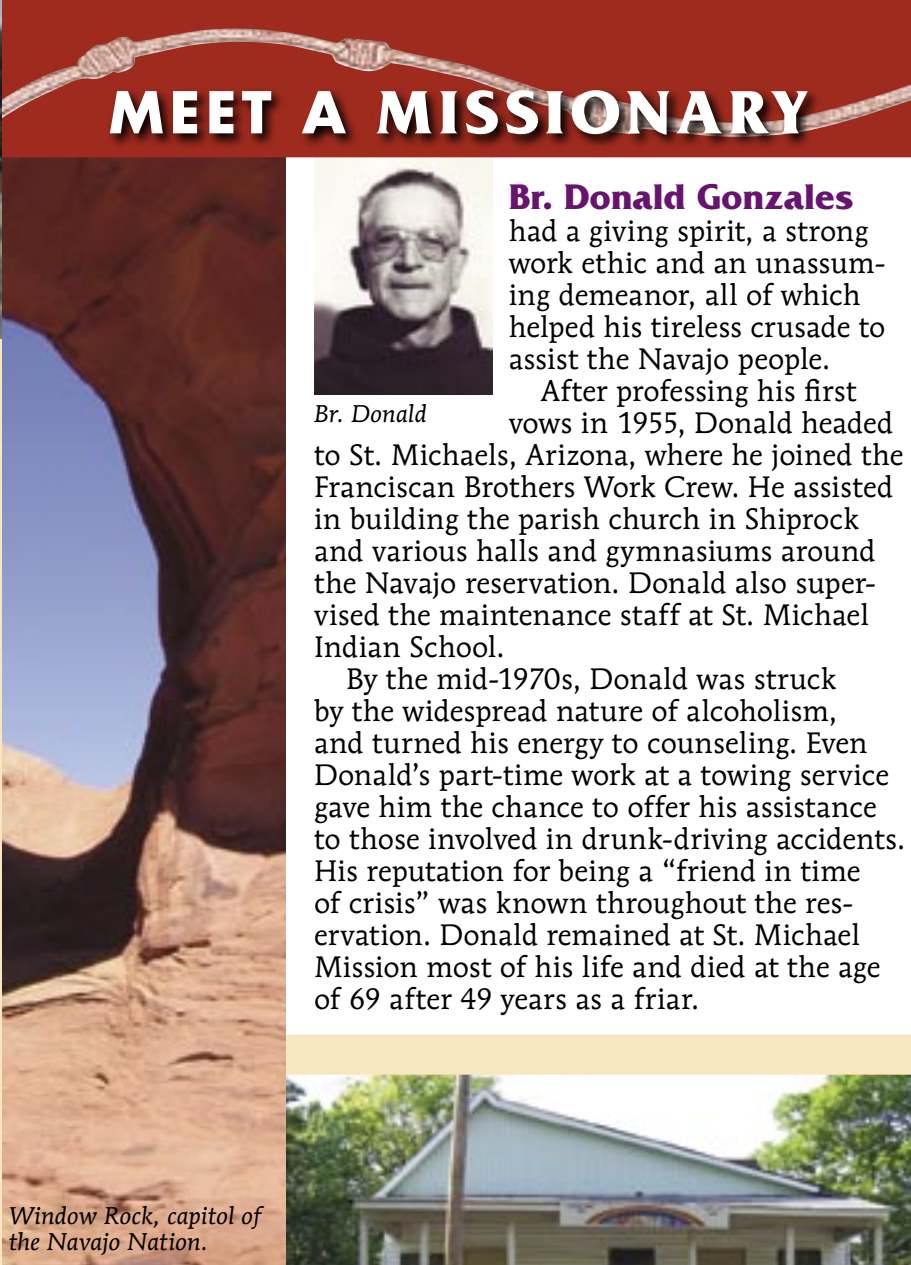 MEET A MISSIONARY
Br. Donald Gonzales
had a giving spirit, a strong
work ethic and an unassum-
ing demeanor, all of which
helped his tireless crusade to
assist the Navajo people.
After professing his first
vows in 1955, Donald headed
to St. Michaels, Arizona, where he joined the
Franciscan Brothers Work Crew. He assisted
in building the parish church in Shiprock
and various halls and gymnasiums around
the Navajo reservation. Donald also super-
vised the maintenance staff at St. Michael
Indian School.
By the mid-1970s, Donald was struck
by the widespread nature of alcoholism,
and turned his energy to counseling. Even
Donald’s part-time work at a towing service
gave him the chance to offer his assistance
to those involved in drunk-driving accidents.
His reputation for being a “friend in time
of crisis” was known throughout the res-
ervation. Donald remained at St. Michael
Mission most of his life and died at the age
of 69 after 49 years as a friar.
Br. Donald
Window Rock, capitol of
the Navajo Nation.